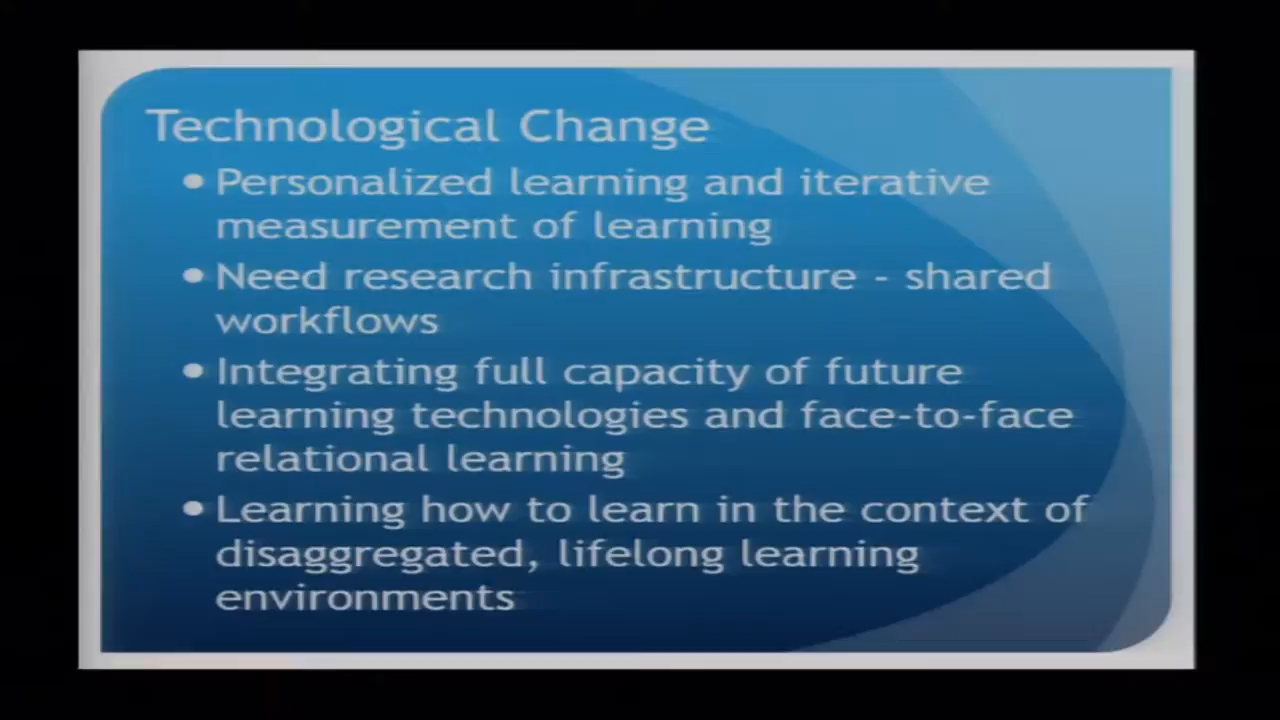 Technological Change
• Personalized learning and iterative
measurement of learning
• Need research infrastructure - shared
workflows
• Integrating full capacity of future
learning technologies and face-to-face
relational learning
• Learning how to learn in the context of
disaggregated, lifelong learning
environments